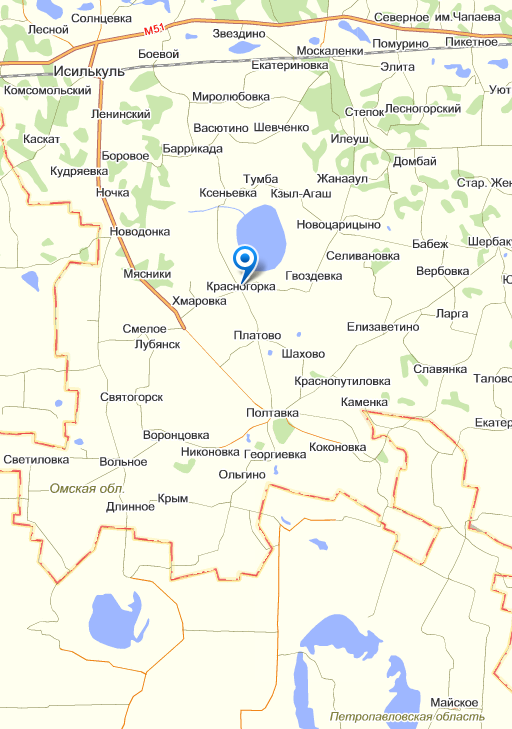 Солнцевка
Северное
им.Чапаева
Лесной
M51
Звездино
Помурино
Пикетное
Боевой
Москаленки
Исилькуль
Екатериновка
Элита
Комсомольский
Миролюбовка
Уют
Ленинский
Степок
Лесногорский
Васютино
Шевченко
Каскат
Илеуш
Баррикада
Боровое
Домбай
Кудряевка
Тумба
Жанааул
Ночка
Ксеньевка
Кзыл-Агаш
Стар. Жен
Новоцарицыно
Новодонка
Бабеж
Щербаку
Селивановка
Мясники
Гвоздевка
Вербовка
Красногорка
Ю
Хмаровка
Ларга
Смелое
Елизаветино
Платово
Лубянск
Шахово
Славянка
Краснопутиловка
Талово
Святогорск
Каменка
Полтавка
Екатер
Воронцовка
Коконовка
Никоновка
Георгиевка
Светиловка
Вольное
Ольгино
Омская обл.
Крым
Длинное
Майское
Петропавловская область